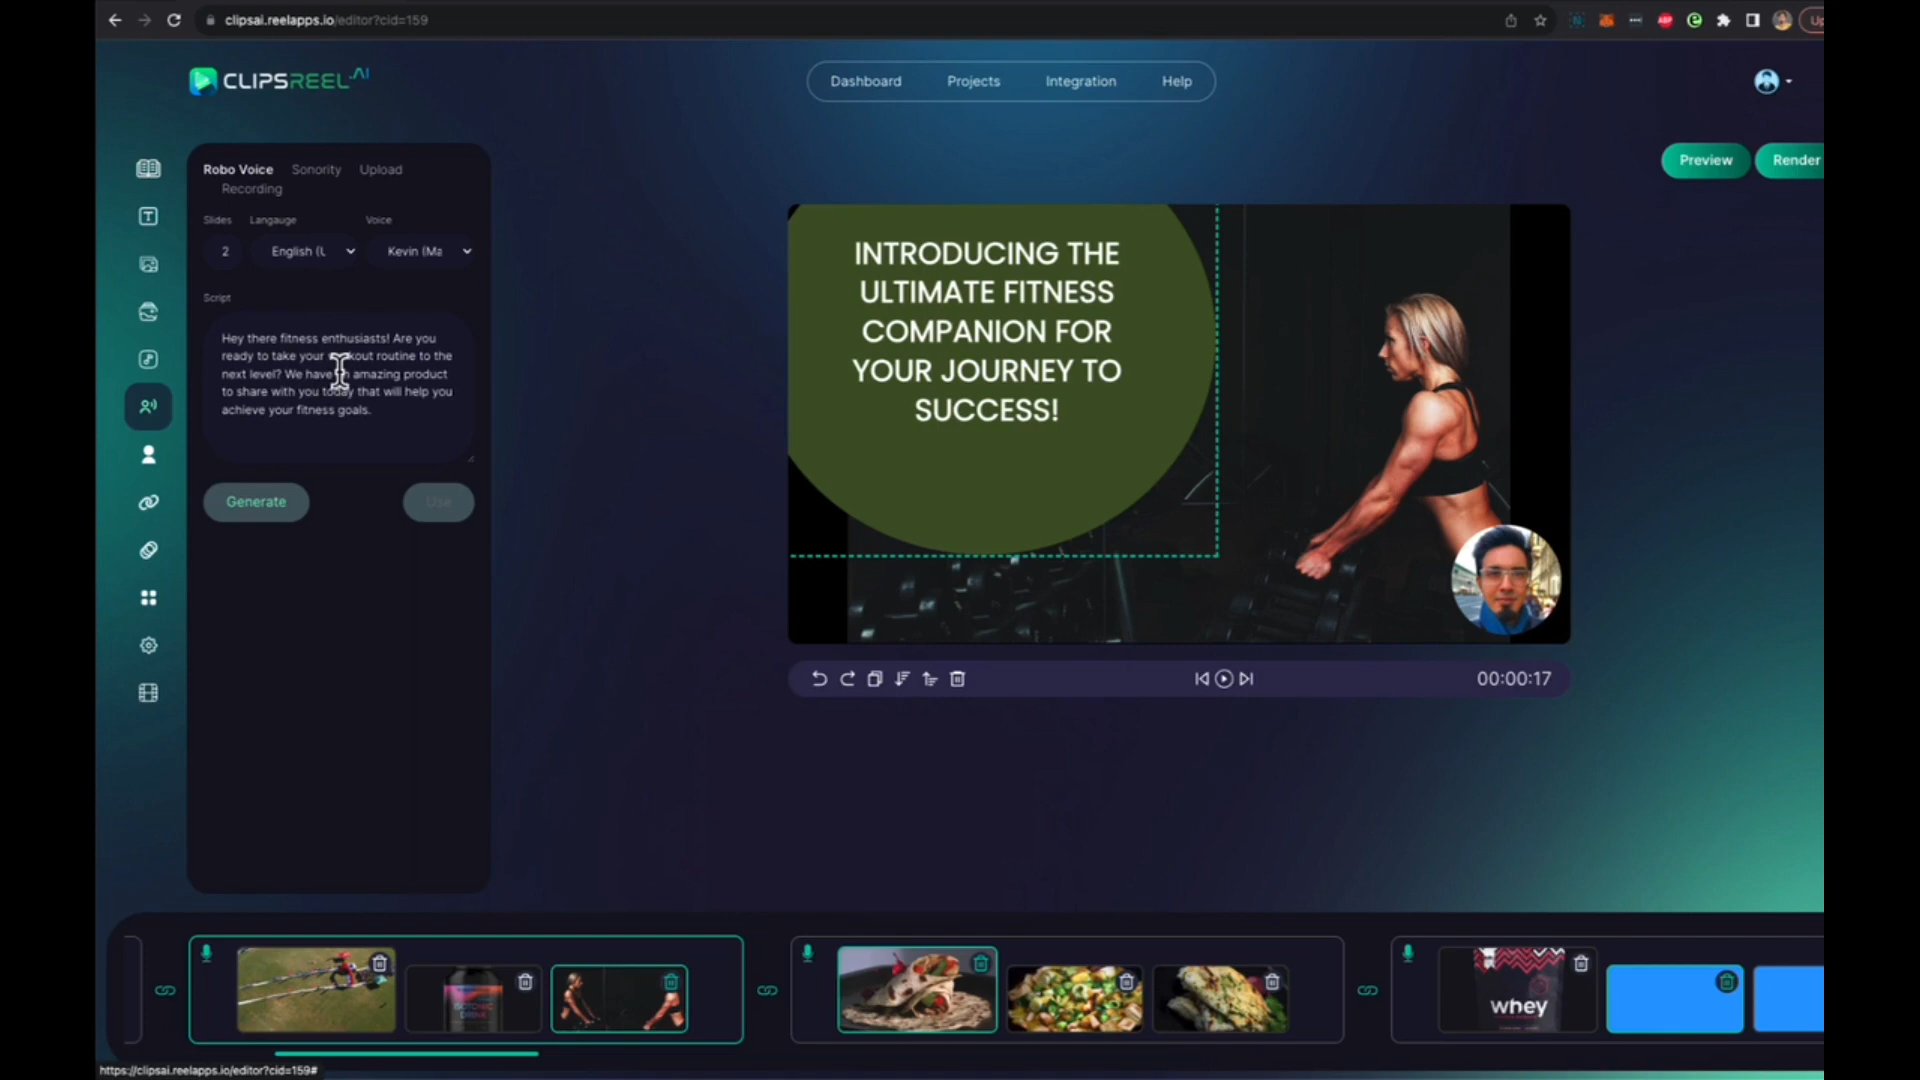 clipsai.reelapps.io/editor?cid=159
CLIPSREEL.AI
Dashboard Projects Integration Help
Preview Render
Robo Voice Sonority Upload
Recording
Slides Langauge Voice
2 English (U Kevin (Ma
Script
Hey there fitness enthusiasts! Are you
ready to take your workout routine to the
next level? We have an amazing product
to share with you today that will help you
achieve your fitness goals.
Generate Use
INTRODUCING THE
ULTIMATE FITNESS
COMPANION FOR
YOUR JOURNEY TO
SUCCESS!
00:00:17
ISOTONIC
DRINK
whey
https://clipsai.reelapps.io/editor?cid=159#